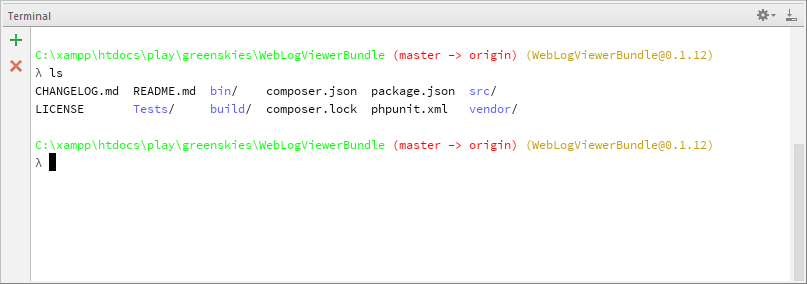 Terminal
C:\xampp\htdocs\play\greenskies\WebLogViewerBundle (master -> origin) (WebLogViewerBundle@0.1.12)
λ ls
CHANGELOG.md README.md bin/ composer.json package.json src/
LICENSE Tests/ build/ composer.lock phpunit.xml vendor/
C:\xampp\htdocs\play\greenskies\WebLogViewerBundle (master -> origin) (WebLogViewerBundle@0.1.12)
λ